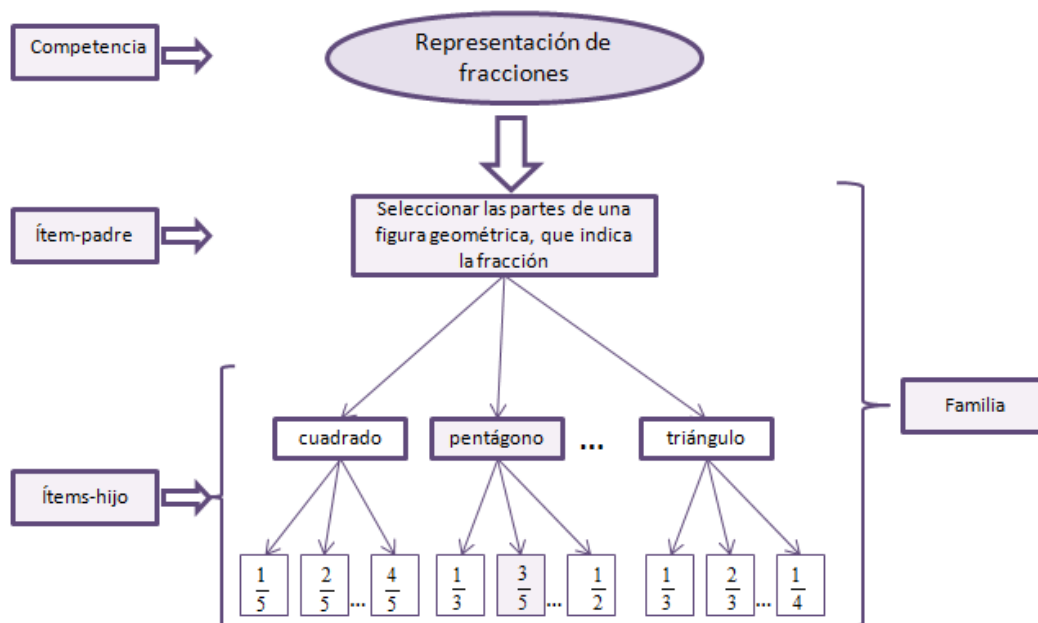 Competencia
Representación de
fracciones
Ítem-padre
Seleccionar las partes de una
figura geométrica, que indica
la fracción
Familia
Ítems-hijo
cuadrado
pentágono
...
triángulo
1/5
2/5
...
4/5
1/3
3/5
...
1/2
1/3
2/3
...
1/4